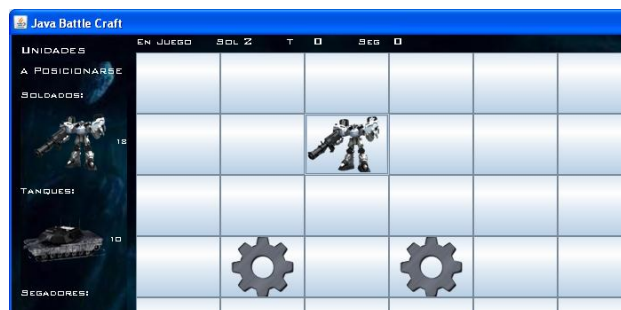 Java Battle Craft
En Juego Sol 2 T 0 Seg 0
Unidades
a Posicionarse
Soldados:
18
Tanques:
10
Segadores: